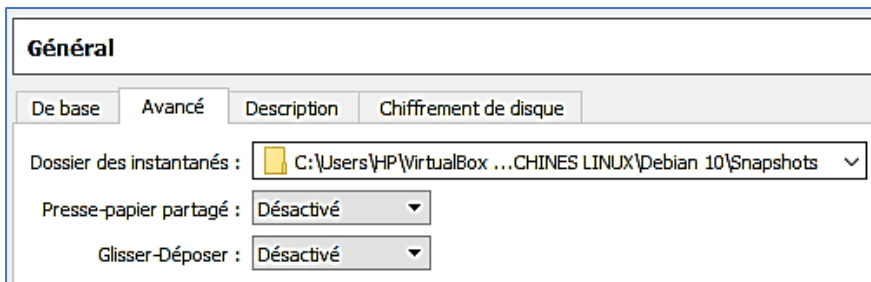 Général
De base Avancé Description Chiffrement de disque
Dossier des instantanés : C:\Users\HP\VirtualBox ...CHINES LINUX\Debian 10\Snapshots
Presse-papier partagé : Désactivé
Glisser-Déposer : Désactivé